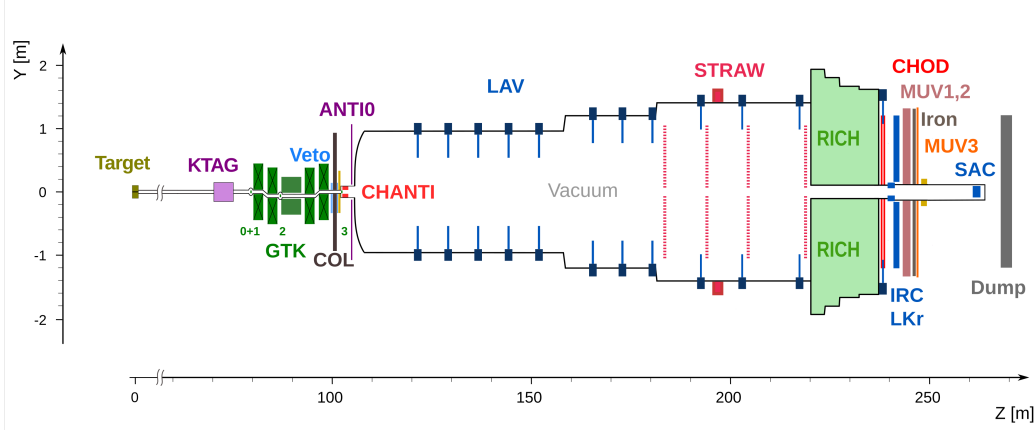 Y [m]
2
1
0
-1
-2
Target
KTAG
0+1
2
GTK
Veto
ANTI0
COL
3
CHANTI
LAV
Vacuum
STRAW
RICH
RICH
CHOD
MUV1,2
Iron
MUV3
SAC
IRC
LKr
Dump
0
100
150
200
250
Z [m]